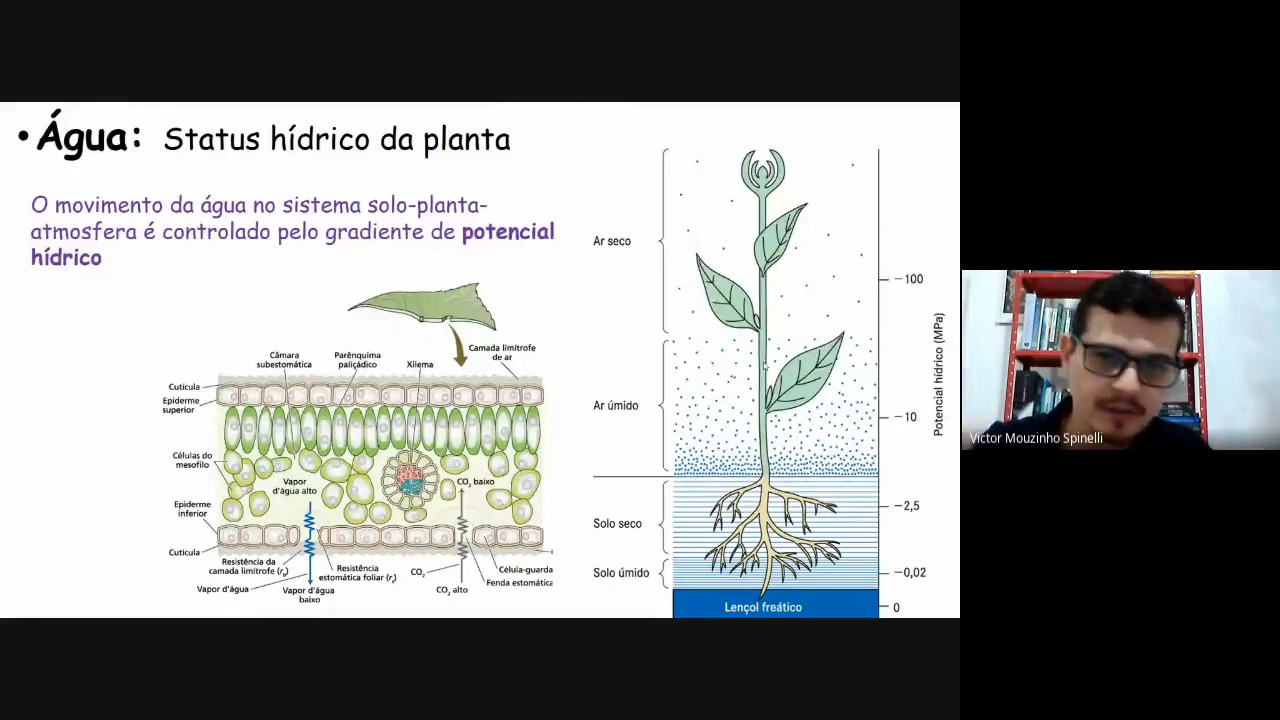 • Água: Status hídrico da planta
O movimento da água no sistema solo-planta-
atmosfera é controlado pelo gradiente de potencial
hídrico
Câmara
subestomática
Parênquima
paliçádico
Xilema
Camada limítrofe
de ar
Cutícula
Epiderme
superior
Células do
mesofilo
Vapor
d'água alto
CO₂ baixo
Epiderme
inferior
Cutícula
Resistência da
camada limítrofe (r
Resistência
estomática foliar (r
CO₂
Célula-guarda
Fenda estomática
Vapor d'água
Vapor d'água
baixo
CO₂ alto
Ar seco
Ar úmido
Solo seco
Solo úmido
Lençol freático
−100
−10
−2,5
−0,02
0
Potencial hídrico (MPa)
Victor Mouzinho Spinelli